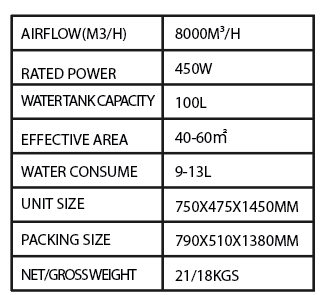 AIRFLOW(M3/H) 8000M³/H
RATED POWER 450W
WATERTANK CAPACITY 100L
EFFECTIVE AREA 40-60㎡
WATER CONSUME 9-13L
UNIT SIZE 750X475X1450MM
PACKING SIZE 790X510X1380MM
NET/GROSSWEIGHT 21/18KGS